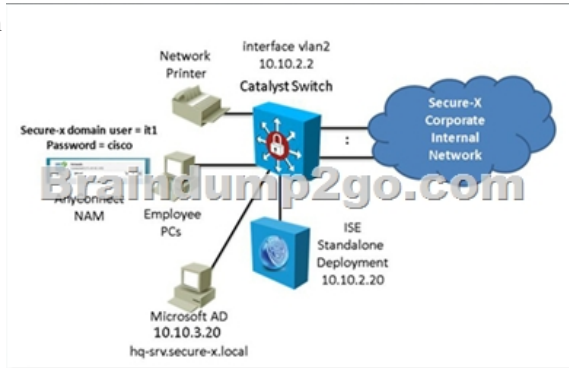 interface vlan2
10.10.2.2
Network
Printer
Catalyst Switch
Secure-X
Corporate
Internal
Network
:
Secure-x domain user = it1
Password = cisco
Braindump2go.com
Anyconnect
NAM
Employee
PCs
ISE
Standalone
Deployment
10.10.2.20
Microsoft AD
10.10.3.20
hq-srv.secure-x.local